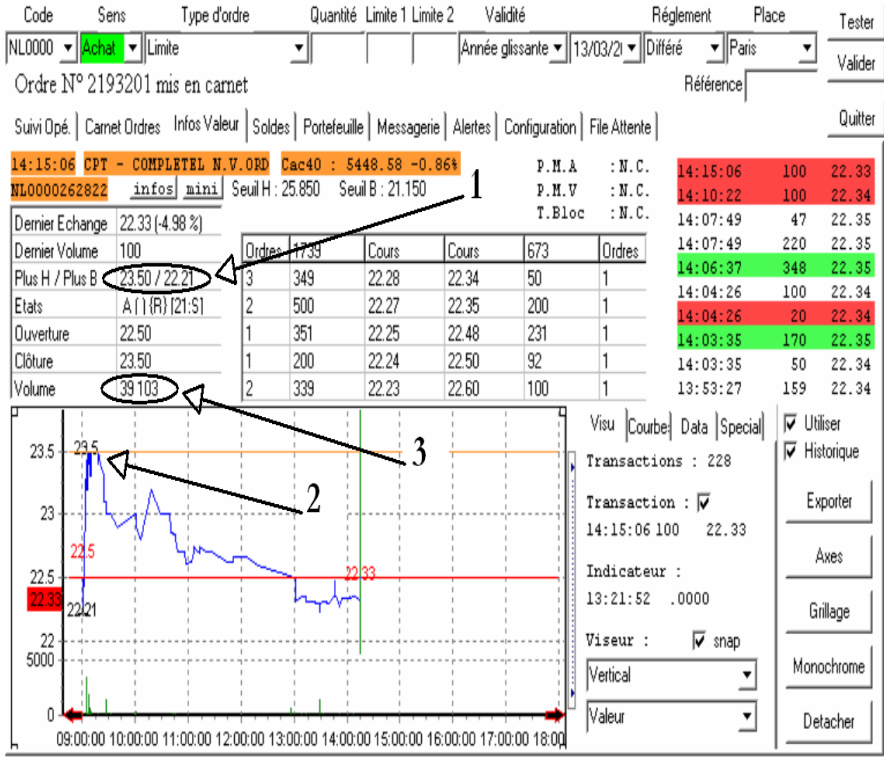 Code Sens Type d'ordre Quantité Limite 1 Limite 2 Validité Réglement Place
NL0000 Achat Limite Année glissante 13/03/2 Différé Paris
Tester
Valider
Quitter
Ordre N° 2193201 mis en carnet
Référence
Suivi Opé. Carnet Ordres Infos Valeur Soldes Portefeuille Messagerie Alertes Configuration File Attente
14:15:06 CPT - COMPLETEL N.V.ORD Cac40 : 5448.58 -0.86%
NL0000262822 infos mini Seuil H : 25.850 Seuil B : 21.150
P.M.A :N.C.
P.M.V :N.C.
T.Bloc :N.C.
1
Dernier Echange 22.33 (-4.98 %)
Dernier Volume 100
Plus H / Plus B 23.50 / 22.21
Etats A [ ] {R} [21:S]
Ouverture 22.50
Clôture 23.50
Volume 39 103
Ordres 1739 Cours Cours 673 Ordres
3 349 22.28 22.34 50 1
2 500 22.27 22.35 200 1
1 351 22.25 22.48 231 1
1 200 22.24 22.50 92 1
2 339 22.23 22.60 100 1
14:15:06 100 22.33
14:10:22 100 22.34
14:07:49 47 22.35
14:07:49 220 22.35
14:06:37 348 22.35
14:04:26 100 22.34
14:04:26 20 22.34
14:03:35 170 22.35
14:03:35 50 22.34
13:53:27 159 22.34
3
2
23.5 23.5
23
22.5
22.5
22.33
22.33
22.21
22
5000
0
09:00:00 10:00:00 11:00:00 12:00:00 13:00:00 14:00:00 15:00:00 16:00:00 17:00:00 18:00
Visu Courbe Data Special
Transactions : 228
Transaction :
14:15:06 100 22.33
Indicateur :
13:21:52 .0000
Viseur : snap
Vertical
Valeur
Utiliser
Historique
Exporter
Axes
Grillage
Monochrome
Detacher